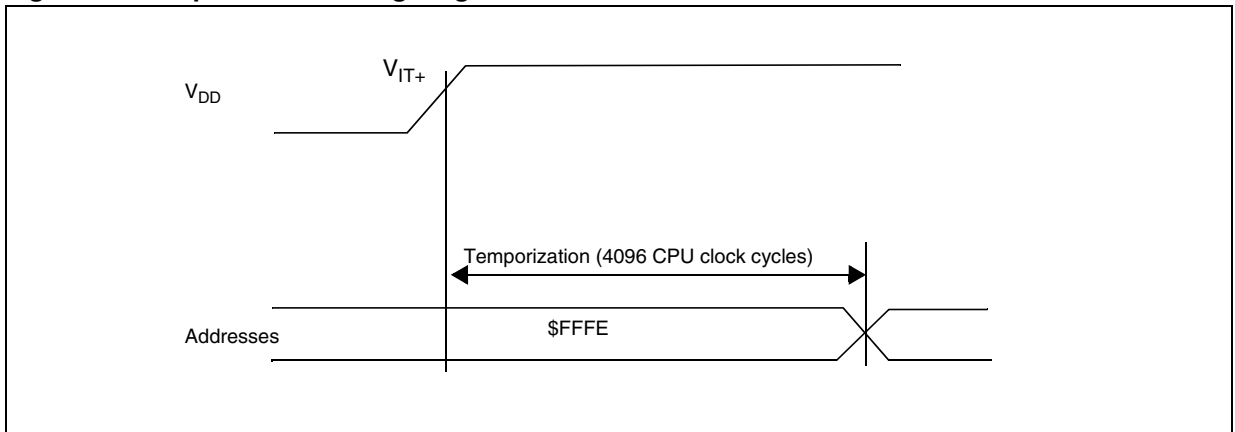 V_IT+
V_DD
Temporization (4096 CPU clock cycles)
$FFFE
Addresses